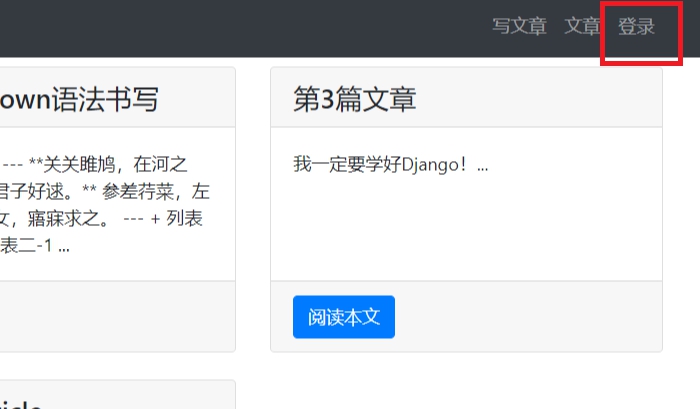 写文章 文章 登录
own语法书写
--- **关关雎鸠，在河之
君子好逑。** 参差荇菜，左
女，寤寐求之。 --- + 列表
表二-1 ...
第3篇文章
我一定要学好Django！...
阅读本文